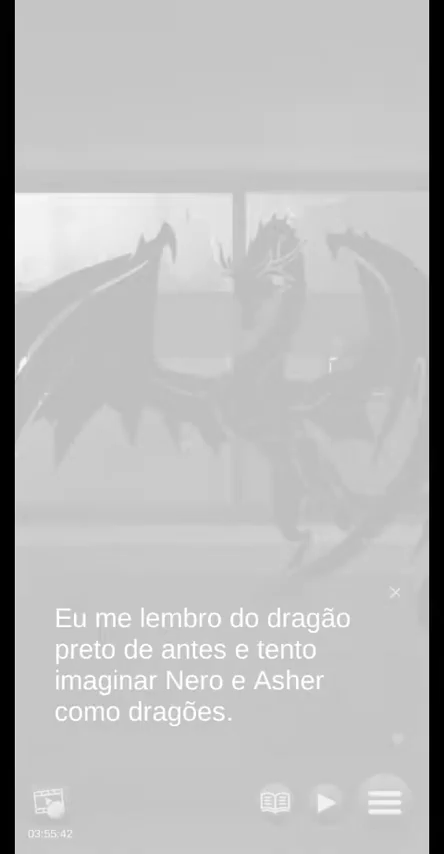 Eu me lembro do dragão
preto de antes e tento
imaginar Nero e Asher
como dragões.
03:55:42